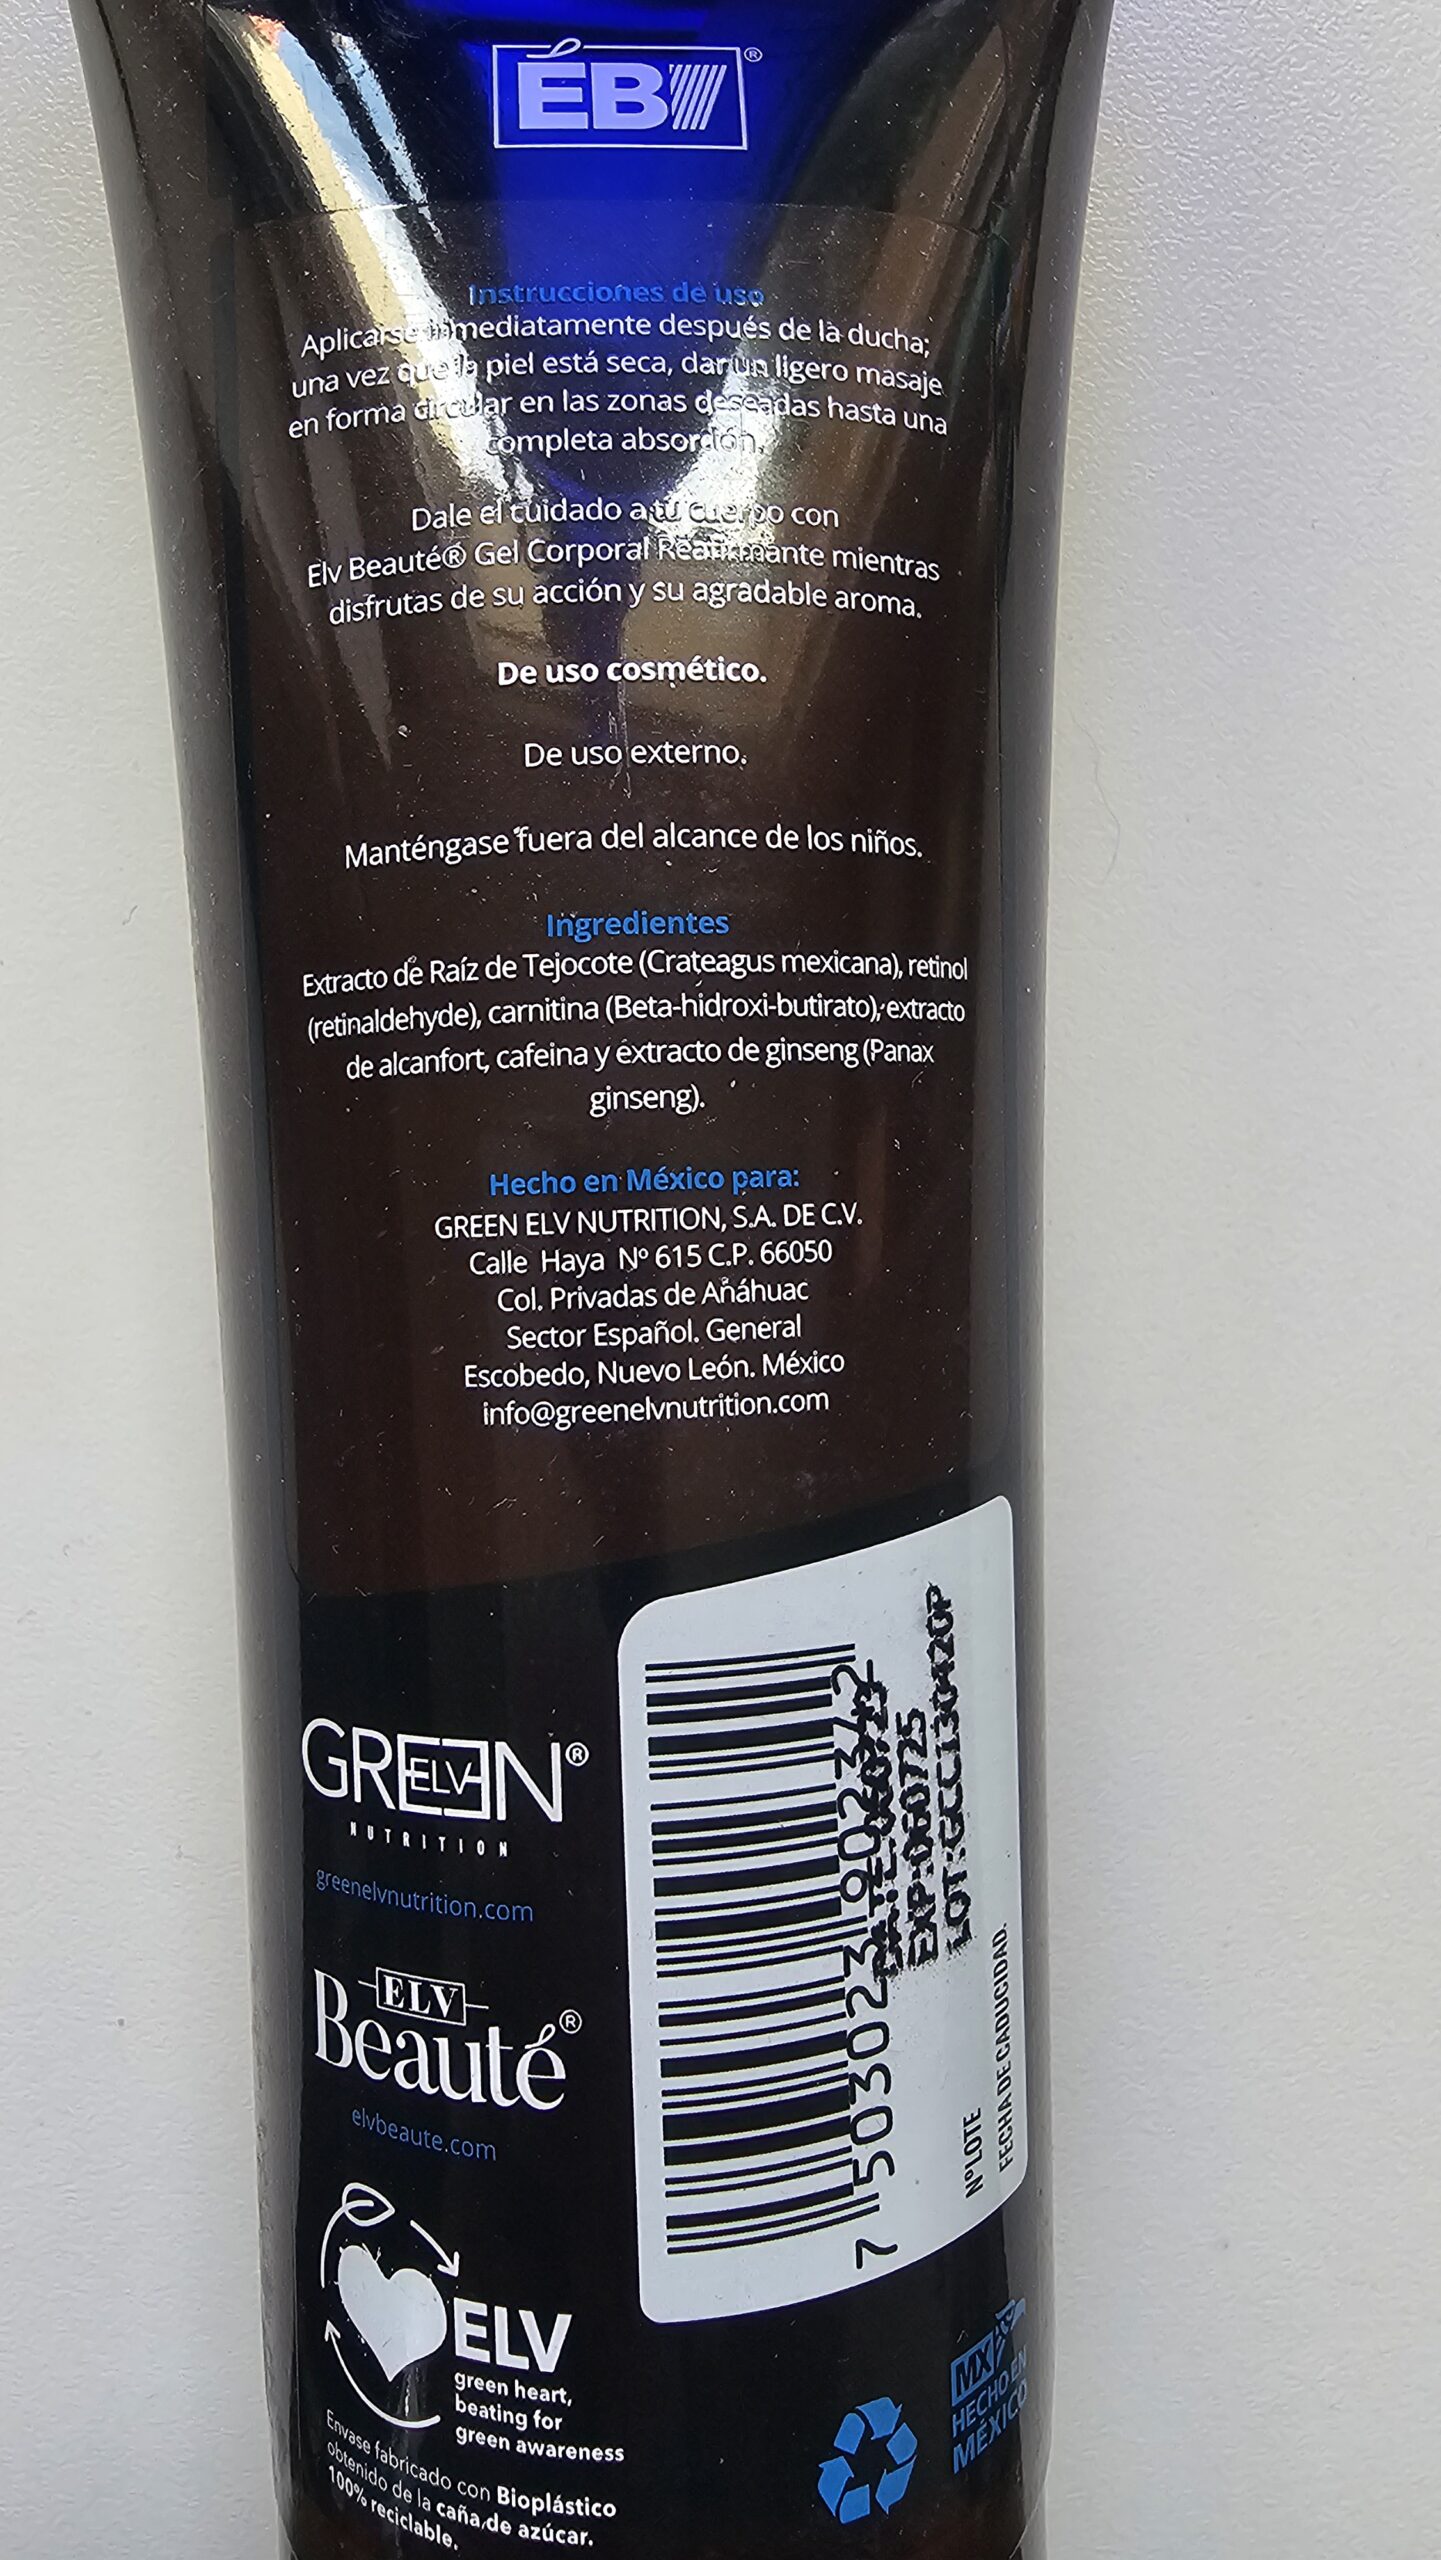 ÉB ®
Instrucciones de uso
Aplicarse inmediatamente después de la ducha;
una vez que la piel está seca, dar un ligero masaje
en forma circular en las zonas deseadas hasta una
completa absorción.
Dale el cuidado a tu cuerpo con
Elv Beauté® Gel Corporal Reafirmante mientras
disfrutas de su acción y su agradable aroma.
De uso cosmético.
De uso externo.
Manténgase fuera del alcance de los niños.
Ingredientes
Extracto de Raíz de Tejocote (Crateagus mexicana), retinol
(retinaldehyde), carnitina (Beta-hidroxi-butirato), extracto
de alcanfort, cafeina y extracto de ginseng (Panax
ginseng).
Hecho en México para:
GREEN ELV NUTRITION, S.A. DE C.V.
Calle Haya Nº 615 C.P. 66050
Col. Privadas de Anáhuac
Sector Español. General
Escobedo, Nuevo León. México
info@greenelvnutrition.com
GREEN®
ELV
NUTRITION
greenelvnutrition.com
ELV
Beauté®
elvbeaute.com
ELV
green heart,
beating for
green awareness
Envase fabricado con Bioplástico
obtenido de la caña de azúcar.
100% reciclable.
7 503023 902372
EXP:060725
LOT:GCC130420P
Nº LOTE
FECHA DE CADUCIDAD.
MX
HECHO EN
MÉXICO